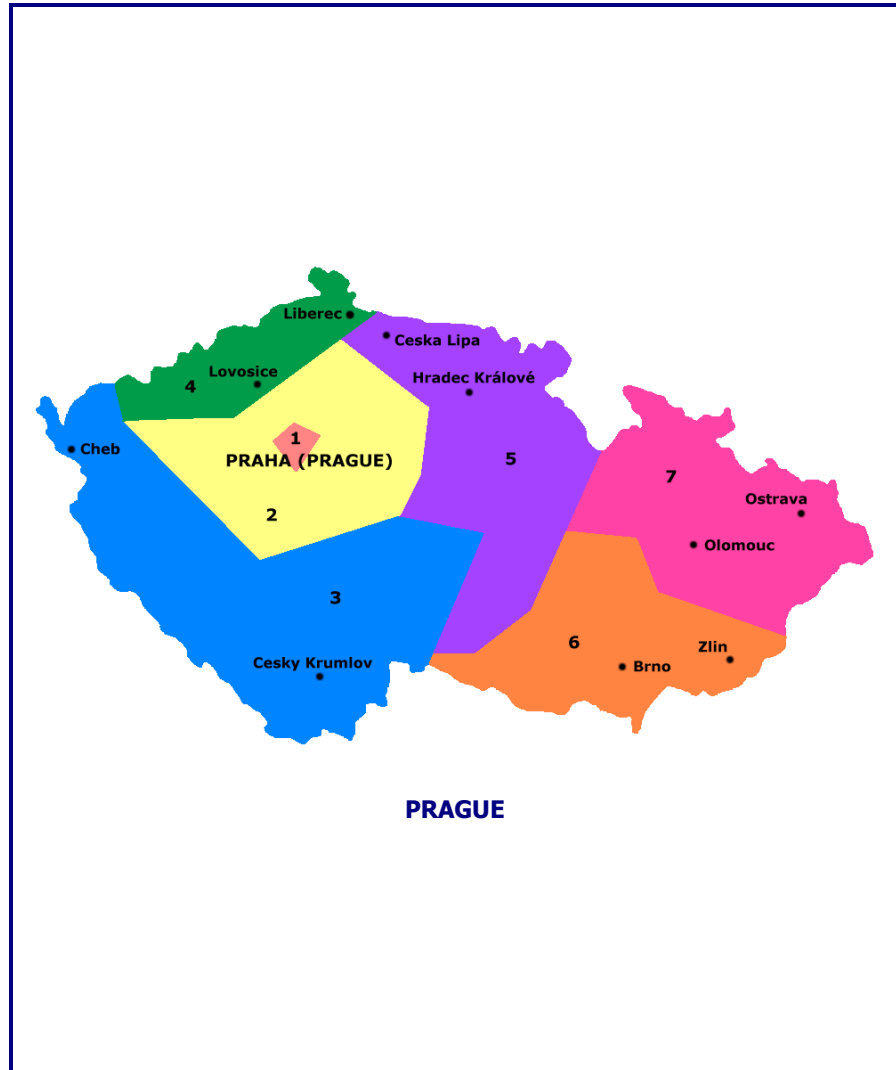 Liberec
Ceska Lipa
Lovosice
4
Hradec Králové
1
Cheb
PRAHA (PRAGUE)
5
7
Ostrava
2
Olomouc
3
6
Zlin
Cesky Krumlov
Brno
PRAGUE